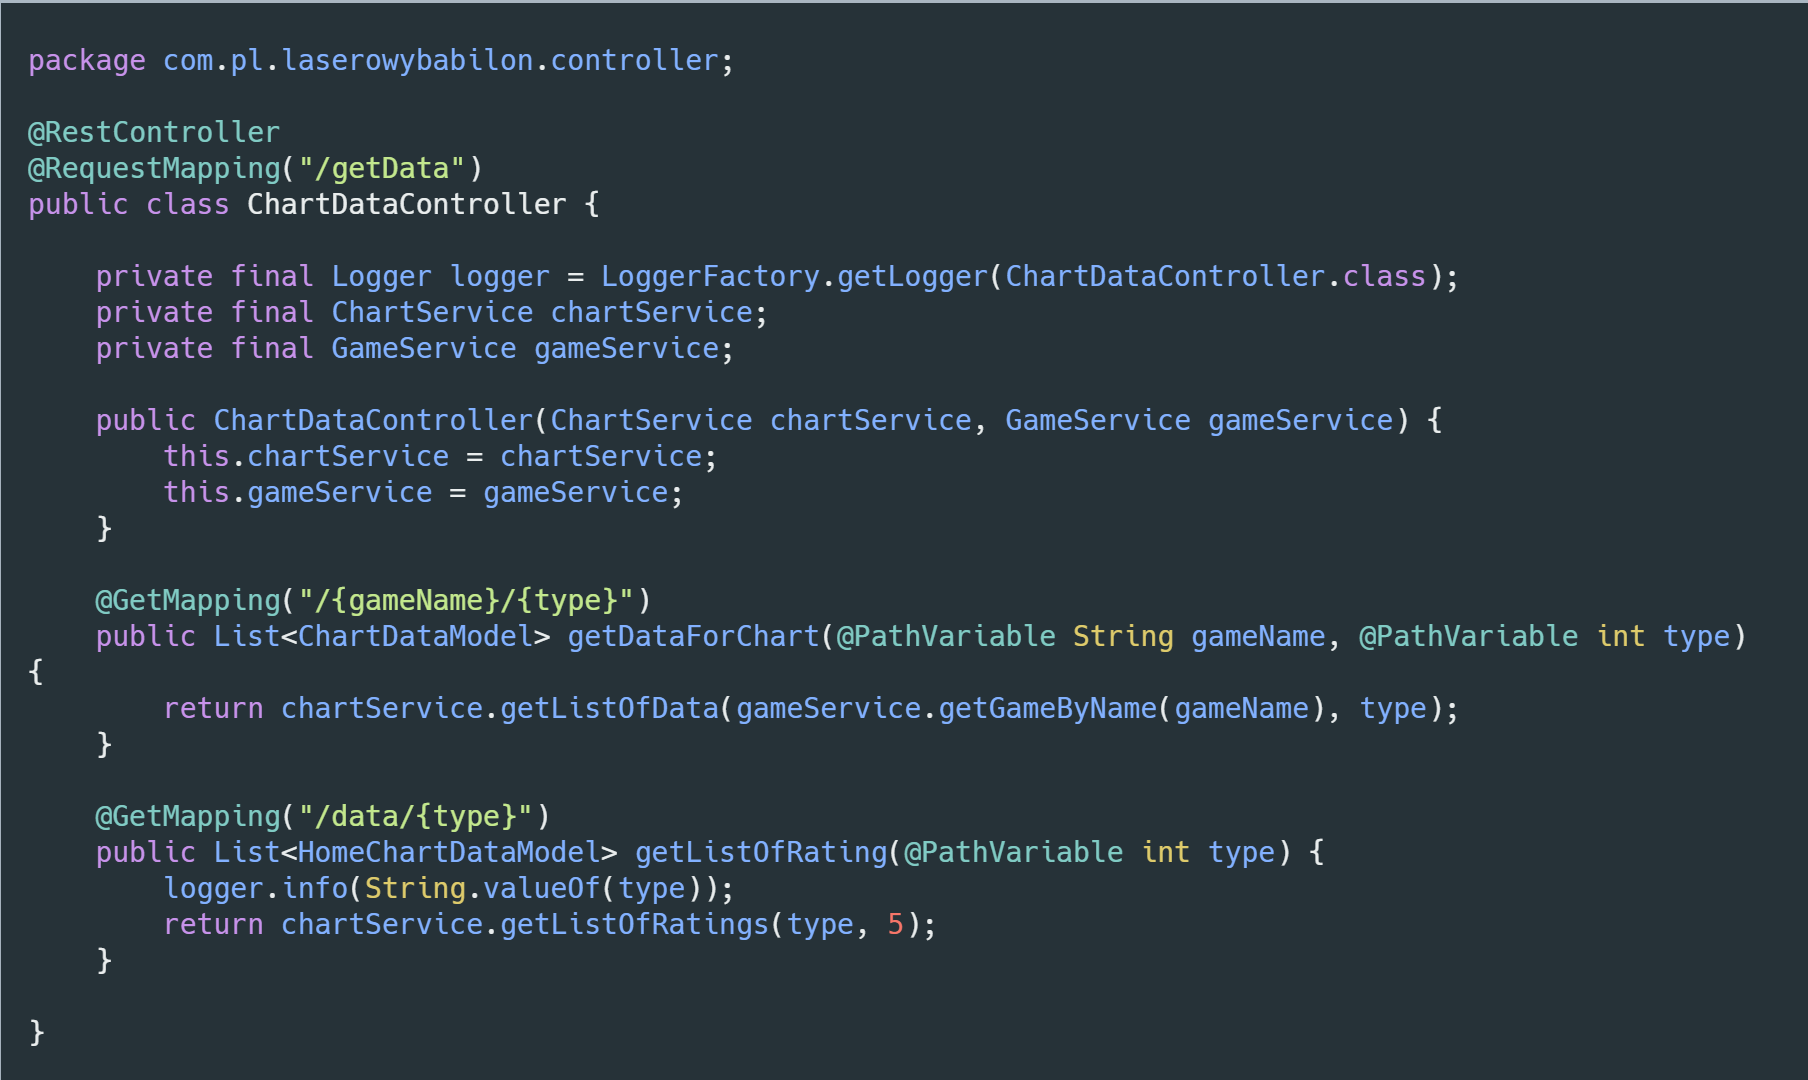 package com.pl.laserowybabilon.controller;
@RestController
@RequestMapping("/getData")
public class ChartDataController {
private final Logger logger = LoggerFactory.getLogger(ChartDataController.class);
private final ChartService chartService;
private final GameService gameService;
public ChartDataController(ChartService chartService, GameService gameService) {
this.chartService = chartService;
this.gameService = gameService;
}
@GetMapping("/{gameName}/{type}")
public List<ChartDataModel> getDataForChart(@PathVariable String gameName, @PathVariable int type)
{
return chartService.getListOfData(gameService.getGameByName(gameName), type);
}
@GetMapping("/data/{type}")
public List<HomeChartDataModel> getListOfRating(@PathVariable int type) {
logger.info(String.valueOf(type));
return chartService.getListOfRatings(type, 5);
}
}